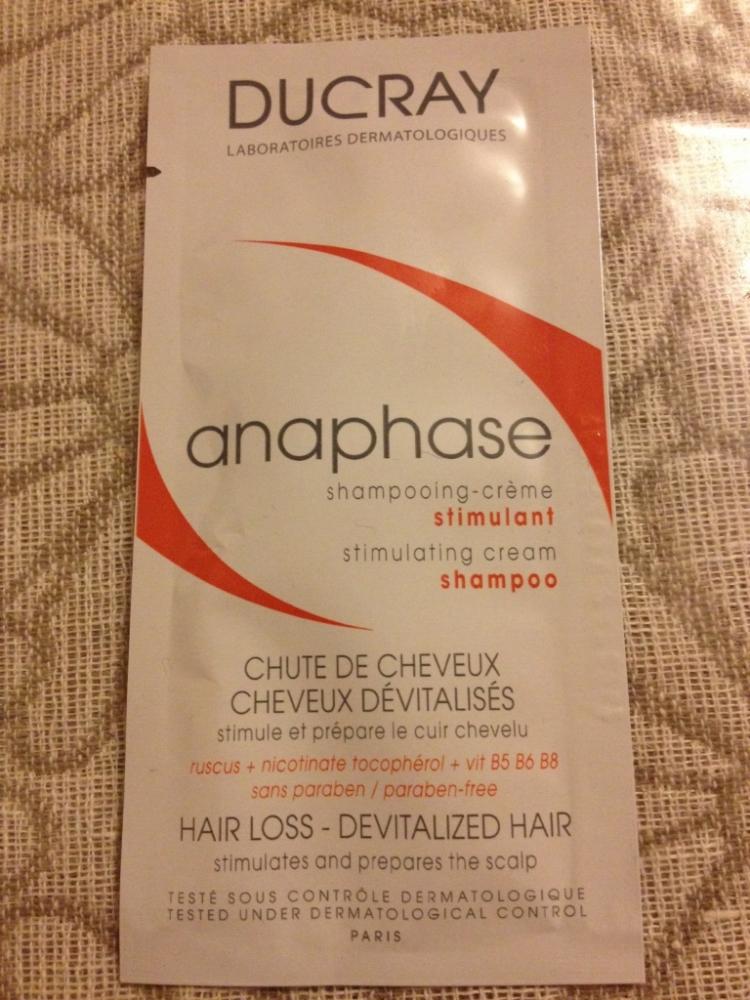 DUCRAY
LABORATOIRES DERMATOLOGIQUES
anaphase
shampooing-crème
stimulant
stimulating cream
shampoo
CHUTE DE CHEVEUX
CHEVEUX DÉVITALISÉS
stimule et prépare le cuir chevelu
ruscus + nicotinate tocophérol + vit B5 B6 B8
sans paraben / paraben-free
HAIR LOSS - DEVITALIZED HAIR
stimulates and prepares the scalp
TESTÉ SOUS CONTRÔLE DERMATOLOGIQUE
TESTED UNDER DERMATOLOGICAL CONTROL
PARIS